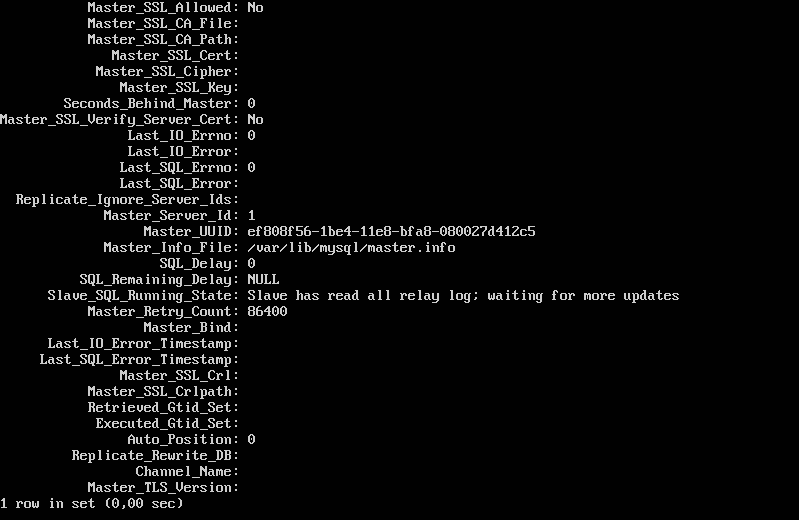 Master_SSL_Allowed: No
Master_SSL_CA_File:
Master_SSL_CA_Path:
Master_SSL_Cert:
Master_SSL_Cipher:
Master_SSL_Key:
Seconds_Behind_Master: 0
Master_SSL_Verify_Server_Cert: No
Last_IO_Errno: 0
Last_IO_Error:
Last_SQL_Errno: 0
Last_SQL_Error:
Replicate_Ignore_Server_Ids:
Master_Server_Id: 1
Master_UUID: ef808f56-1be4-11e8-bfa8-080027d412c5
Master_Info_File: /var/lib/mysql/master.info
SQL_Delay: 0
SQL_Remaining_Delay: NULL
Slave_SQL_Running_State: Slave has read all relay log; waiting for more updates
Master_Retry_Count: 86400
Master_Bind:
Last_IO_Error_Timestamp:
Last_SQL_Error_Timestamp:
Master_SSL_Crl:
Master_SSL_Crlpath:
Retrieved_Gtid_Set:
Executed_Gtid_Set:
Auto_Position: 0
Replicate_Rewrite_DB:
Channel_Name:
Master_TLS_Version:
1 row in set (0,00 sec)